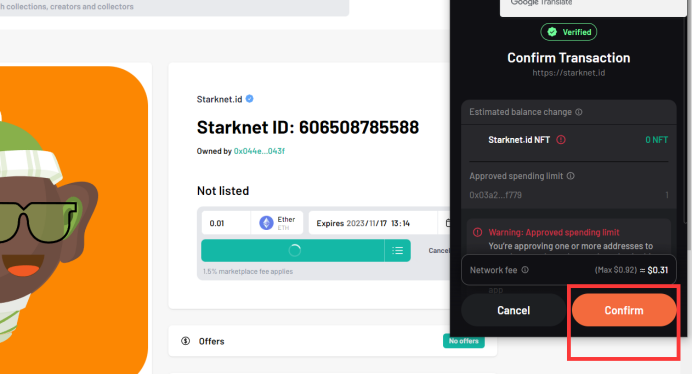 h collections, creators and collectors
Starknet.id
Starknet ID: 606508785588
Owned by 0x044e...043f
Not listed
0.01
Ether
ETH
Expires 2023/11/17 13:14
Cancel
1.5% marketplace fee applies
Offers
No offers
Google Translate
Verified
Confirm Transaction
https://starknet.id
Estimated balance change
Starknet.id NFT
0 NFT
Approved spending limit
0x03a2...f779
1
Warning: Approved spending limit
You're approving one or more addresses to
Network fee
(Max $0.92) = $0.31
app
Cancel
Confirm